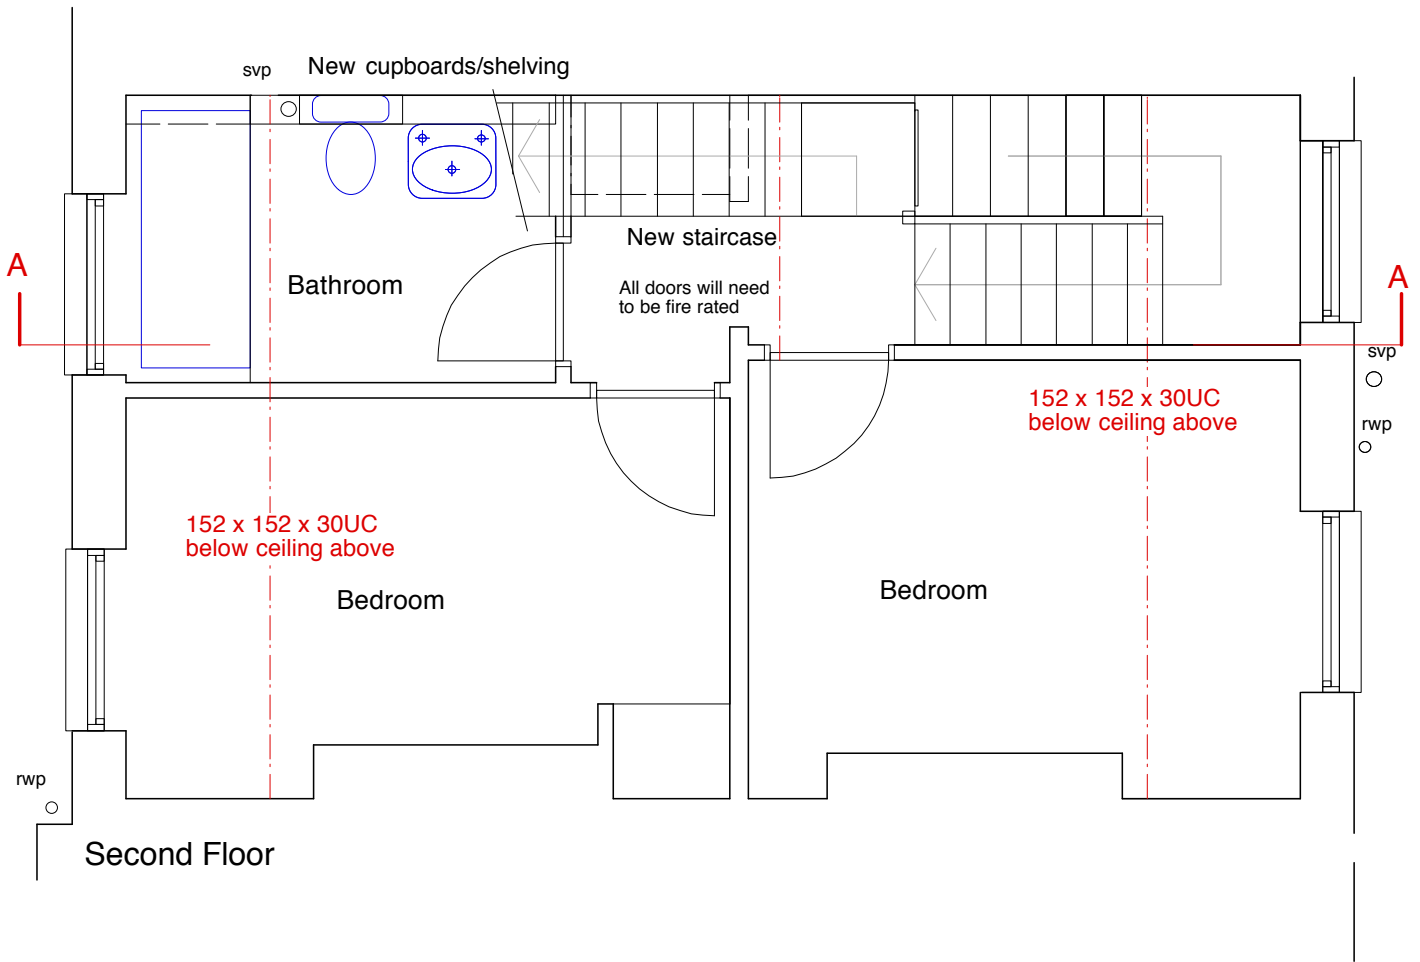 svp
New cupboards/shelving
New staircase
Bathroom
All doors will need
to be fire rated
A
A
svp
rwp
152 x 152 x 30UC
below ceiling above
152 x 152 x 30UC
below ceiling above
Bedroom
Bedroom
rwp
Second Floor